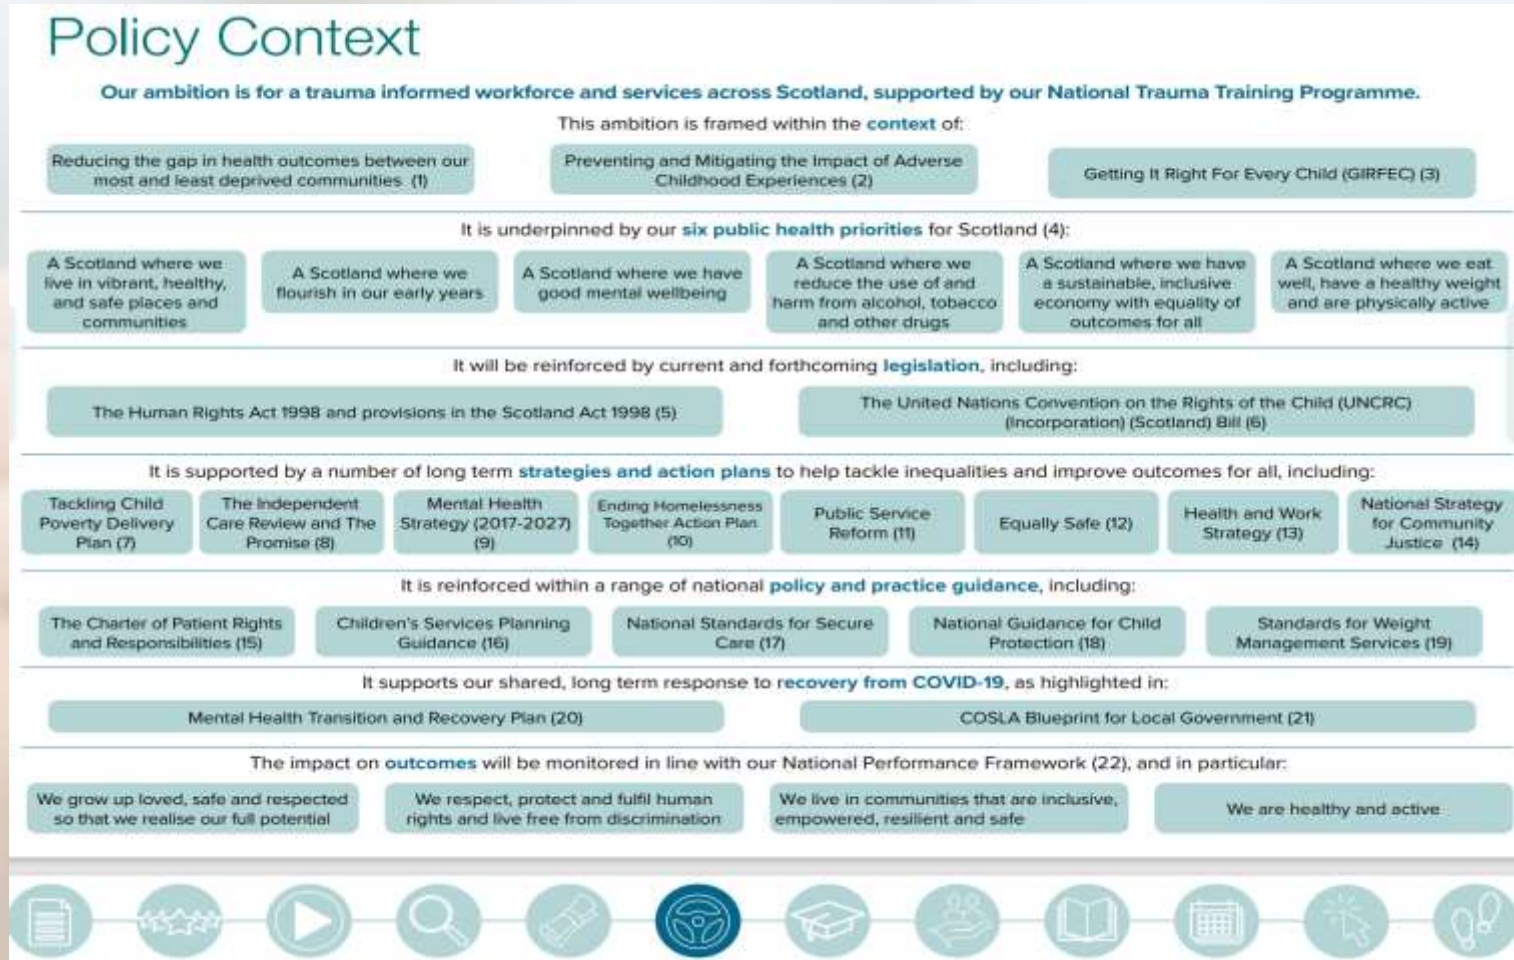 Policy Context
Our ambition is for a trauma informed workforce and services across Scotland, supported by our National Trauma Training Programme.
This ambition is framed within the context of:
Reducing the gap in health outcomes between our
most and least deprived communities (1)
Preventing and Mitigating the Impact of Adverse
Childhood Experiences (2)
Getting It Right For Every Child (GIRFEC) (3)
It is underpinned by our six public health priorities for Scotland (4):
A Scotland where we
live in vibrant, healthy,
and safe places and
communities
A Scotland where we
flourish in our early years
A Scotland where we have
good mental wellbeing
A Scotland where we
reduce the use of and
harm from alcohol, tobacco
and other drugs
A Scotland where we have
a sustainable, inclusive
economy with equality of
outcomes for all
A Scotland where we eat
well, have a healthy weight
and are physically active
It will be reinforced by current and forthcoming legislation, including:
The Human Rights Act 1998 and provisions in the Scotland Act 1998 (5)
The United Nations Convention on the Rights of the Child (UNCRC)
(Incorporation) (Scotland) Bill (6)
It is supported by a number of long term strategies and action plans to help tackle inequalities and improve outcomes for all, including:
Tackling Child
Poverty Delivery
Plan (7)
The Independent
Care Review and The
Promise (8)
Mental Health
Strategy (2017-2027)
(9)
Ending Homelessness
Together Action Plan
(10)
Public Service
Reform (11)
Equally Safe (12)
Health and Work
Strategy (13)
National Strategy
for Community
Justice (14)
It is reinforced within a range of national policy and practice guidance, including:
The Charter of Patient Rights
and Responsibilities (15)
Children's Services Planning
Guidance (16)
National Standards for Secure
Care (17)
National Guidance for Child
Protection (18)
Standards for Weight
Management Services (19)
It supports our shared, long term response to recovery from COVID-19, as highlighted in:
Mental Health Transition and Recovery Plan (20)
COSLA Blueprint for Local Government (21)
The impact on outcomes will be monitored in line with our National Performance Framework (22), and in particular:
We grow up loved, safe and respected
so that we realise our full potential
We respect, protect and fulfil human
rights and live free from discrimination
We live in communities that are inclusive,
empowered, resilient and safe
We are healthy and active